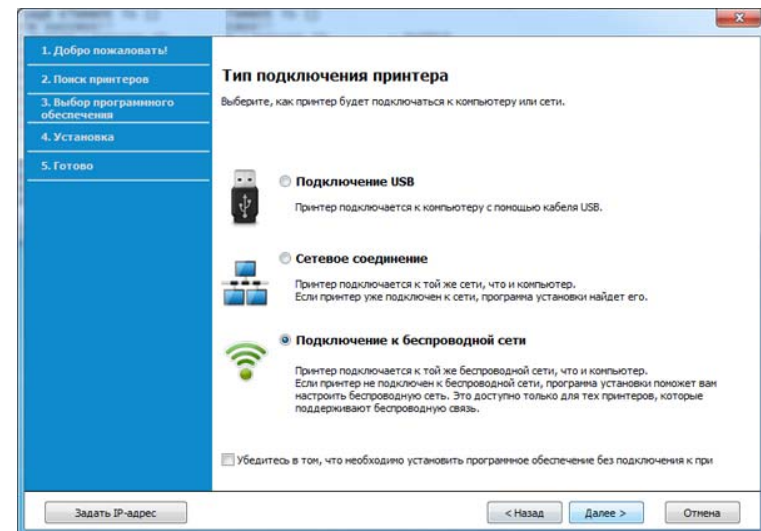 1. Добро пожаловать!
2. Поиск принтеров
3. Выбор программного
обеспечения
4. Установка
5. Готово
Тип подключения принтера
Выберите, как принтер будет подключаться к компьютеру или сети.
Подключение USB
Принтер подключается к компьютеру с помощью кабеля USB.
Сетевое соединение
Принтер подключается к той же сети, что и компьютер.
Если принтер уже подключен к сети, программа установки найдет его.
Подключение к беспроводной сети
Принтер подключается к той же беспроводной сети, что и компьютер.
Если принтер не подключен к беспроводной сети, программа установки поможет вам
настроить беспроводную сеть. Это доступно только для тех принтеров, которые
поддерживают беспроводную связь.
Убедитесь в том, что необходимо установить программное обеспечение без подключения к при
Задать IP-адрес
< Назад
Далее >
Отмена